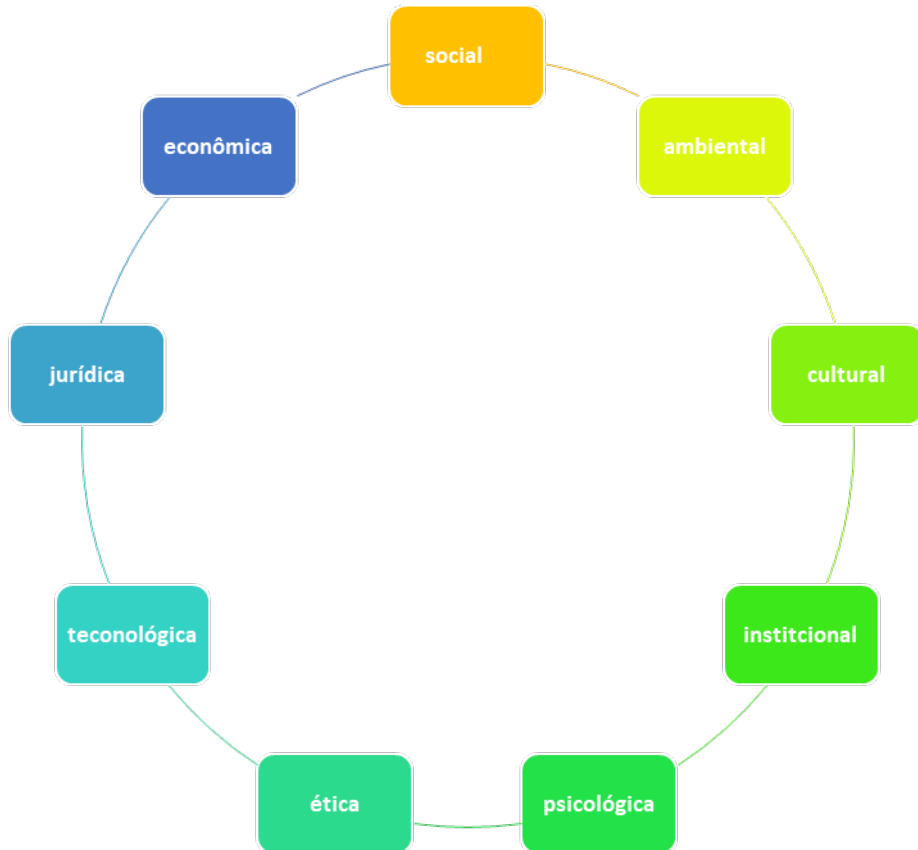 social
ambiental
cultural
institcional
psicológica
ética
teconológica
jurídica
econômica